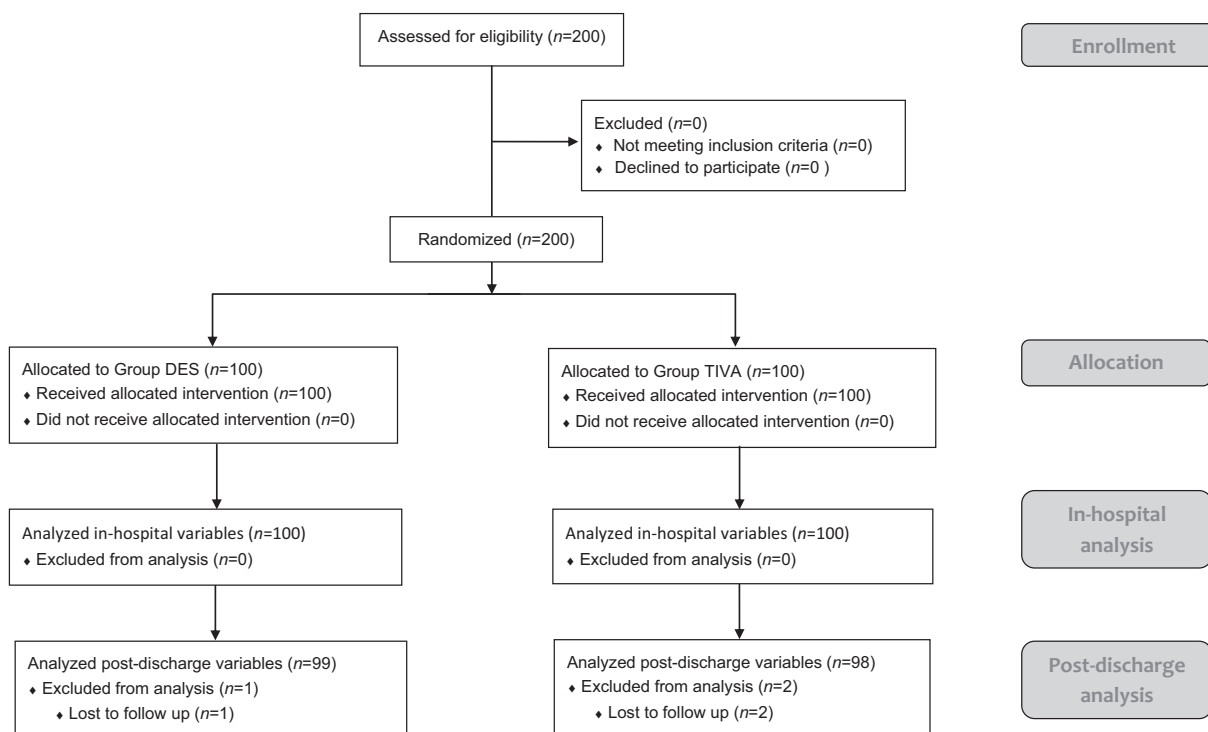 Assessed for eligibility (n=200)
Enrollment
Excluded (n=0)
♦ Not meeting inclusion criteria (n=0)
♦ Declined to participate (n=0 )
Randomized (n=200)
Allocated to Group DES (n=100)
♦ Received allocated intervention (n=100)
♦ Did not receive allocated intervention (n=0)
Allocated to Group TIVA (n=100)
♦ Received allocated intervention (n=100)
♦ Did not receive allocated intervention (n=0)
Allocation
Analyzed in-hospital variables (n=100)
♦ Excluded from analysis (n=0)
Analyzed in-hospital variables (n=100)
♦ Excluded from analysis (n=0)
In-hospital
analysis
Analyzed post-discharge variables (n=99)
♦ Excluded from analysis (n=1)
♦ Lost to follow up (n=1)
Analyzed post-discharge variables (n=98)
♦ Excluded from analysis (n=2)
♦ Lost to follow up (n=2)
Post-discharge
analysis